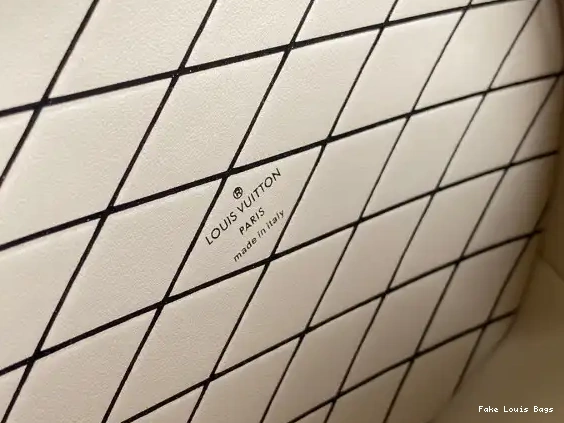 ®
LOUIS VUITTON
PARIS
made in italy
Fake Louis Bags